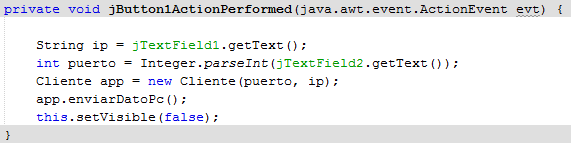 private void jButton1ActionPerformed(java.awt.event.ActionEvent evt) {
String ip = jTextField1.getText();
int puerto = Integer.parseInt(jTextField2.getText());
Cliente app = new Cliente(puerto, ip);
app.enviarDatoPc();
this.setVisible(false);
}